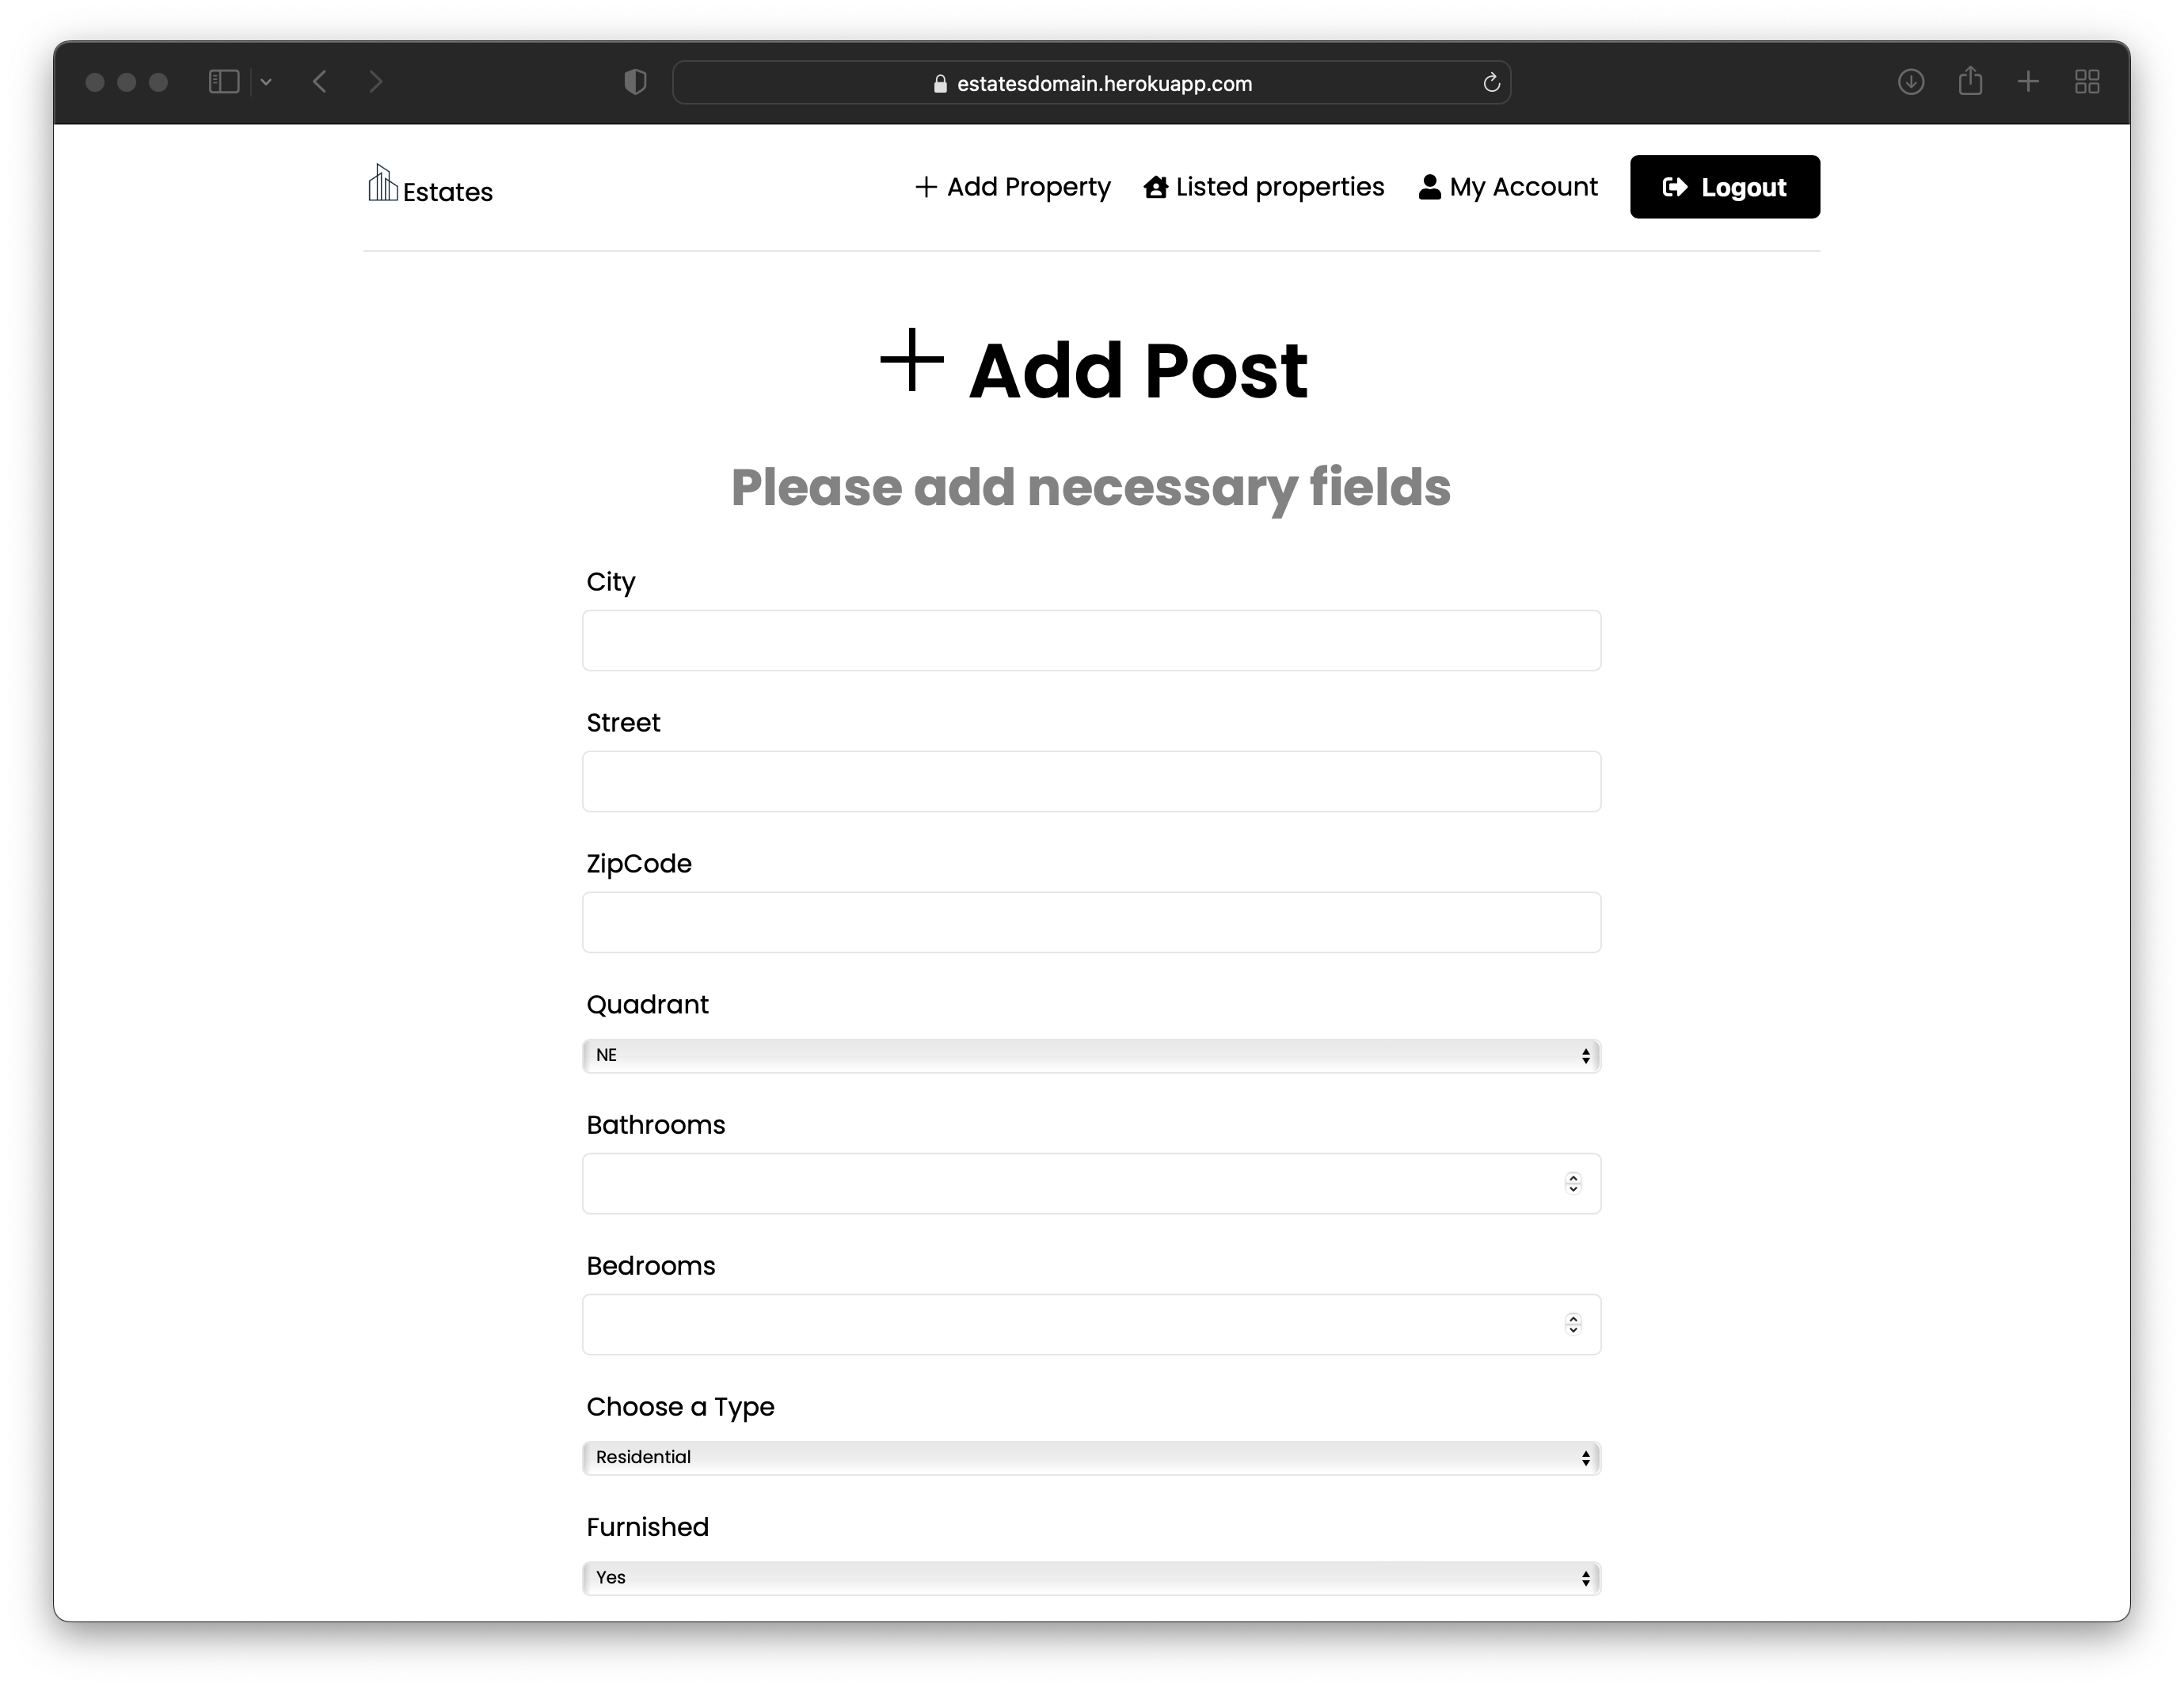 estatesdomain.herokuapp.com
Estates
Add Property
Listed properties
My Account
Logout
Add Post
Please add necessary fields
City
Street
ZipCode
Quadrant
NE
Bathrooms
Bedrooms
Choose a Type
Residential
Furnished
Yes